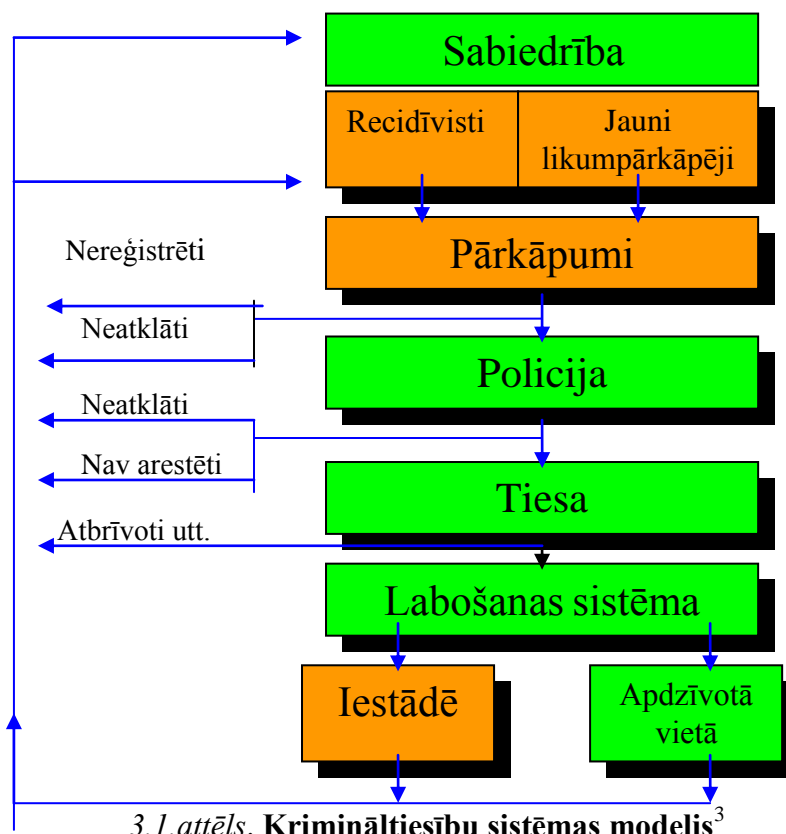 Sabiedrība
Recidīvisti
Jauni
likumpārkāpēji
Pārkāpumi
Nereģistrēti
Neatklāti
Policija
Neatklāti
Nav arestēti
Tiesa
Atbrīvoti utt.
Labošanas sistēma
Iestādē
Apdzīvotā
vietā
3.1.attēls. Krimināltiesību sistēmas modelis³